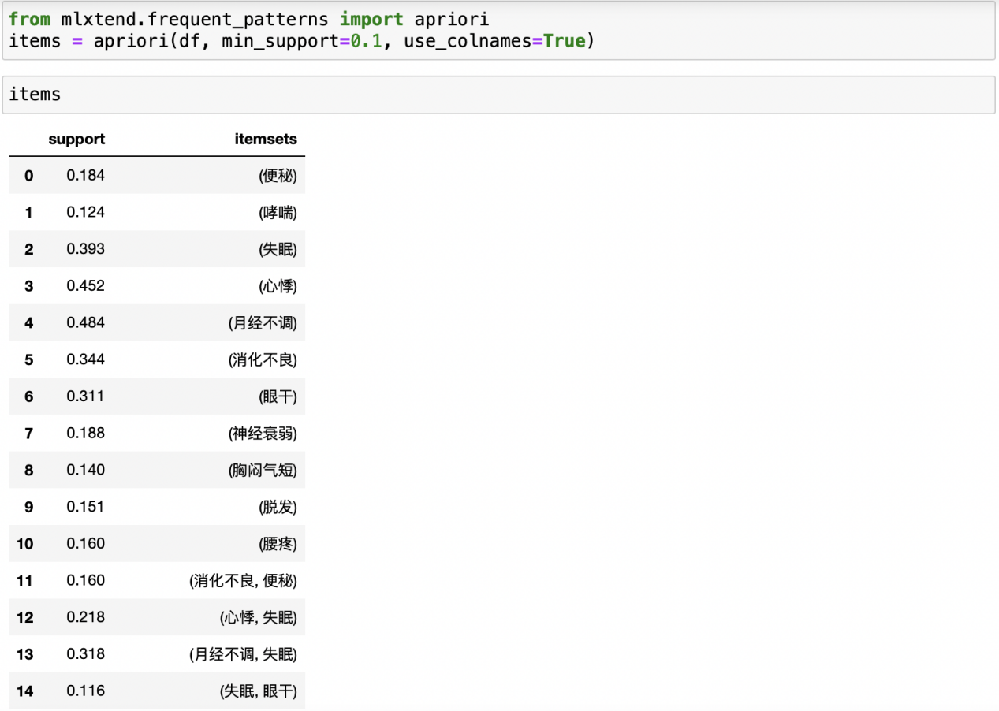 from mlxtend.frequent_patterns import apriori
items = apriori(df, min_support=0.1, use_colnames=True)
items
support itemsets
0 0.184 (便秘)
1 0.124 (哮喘)
2 0.393 (失眠)
3 0.452 (心悸)
4 0.484 (月经不调)
5 0.344 (消化不良)
6 0.311 (眼干)
7 0.188 (神经衰弱)
8 0.140 (胸闷气短)
9 0.151 (脱发)
10 0.160 (腰疼)
11 0.160 (消化不良, 便秘)
12 0.218 (心悸, 失眠)
13 0.318 (月经不调, 失眠)
14 0.116 (失眠, 眼干)